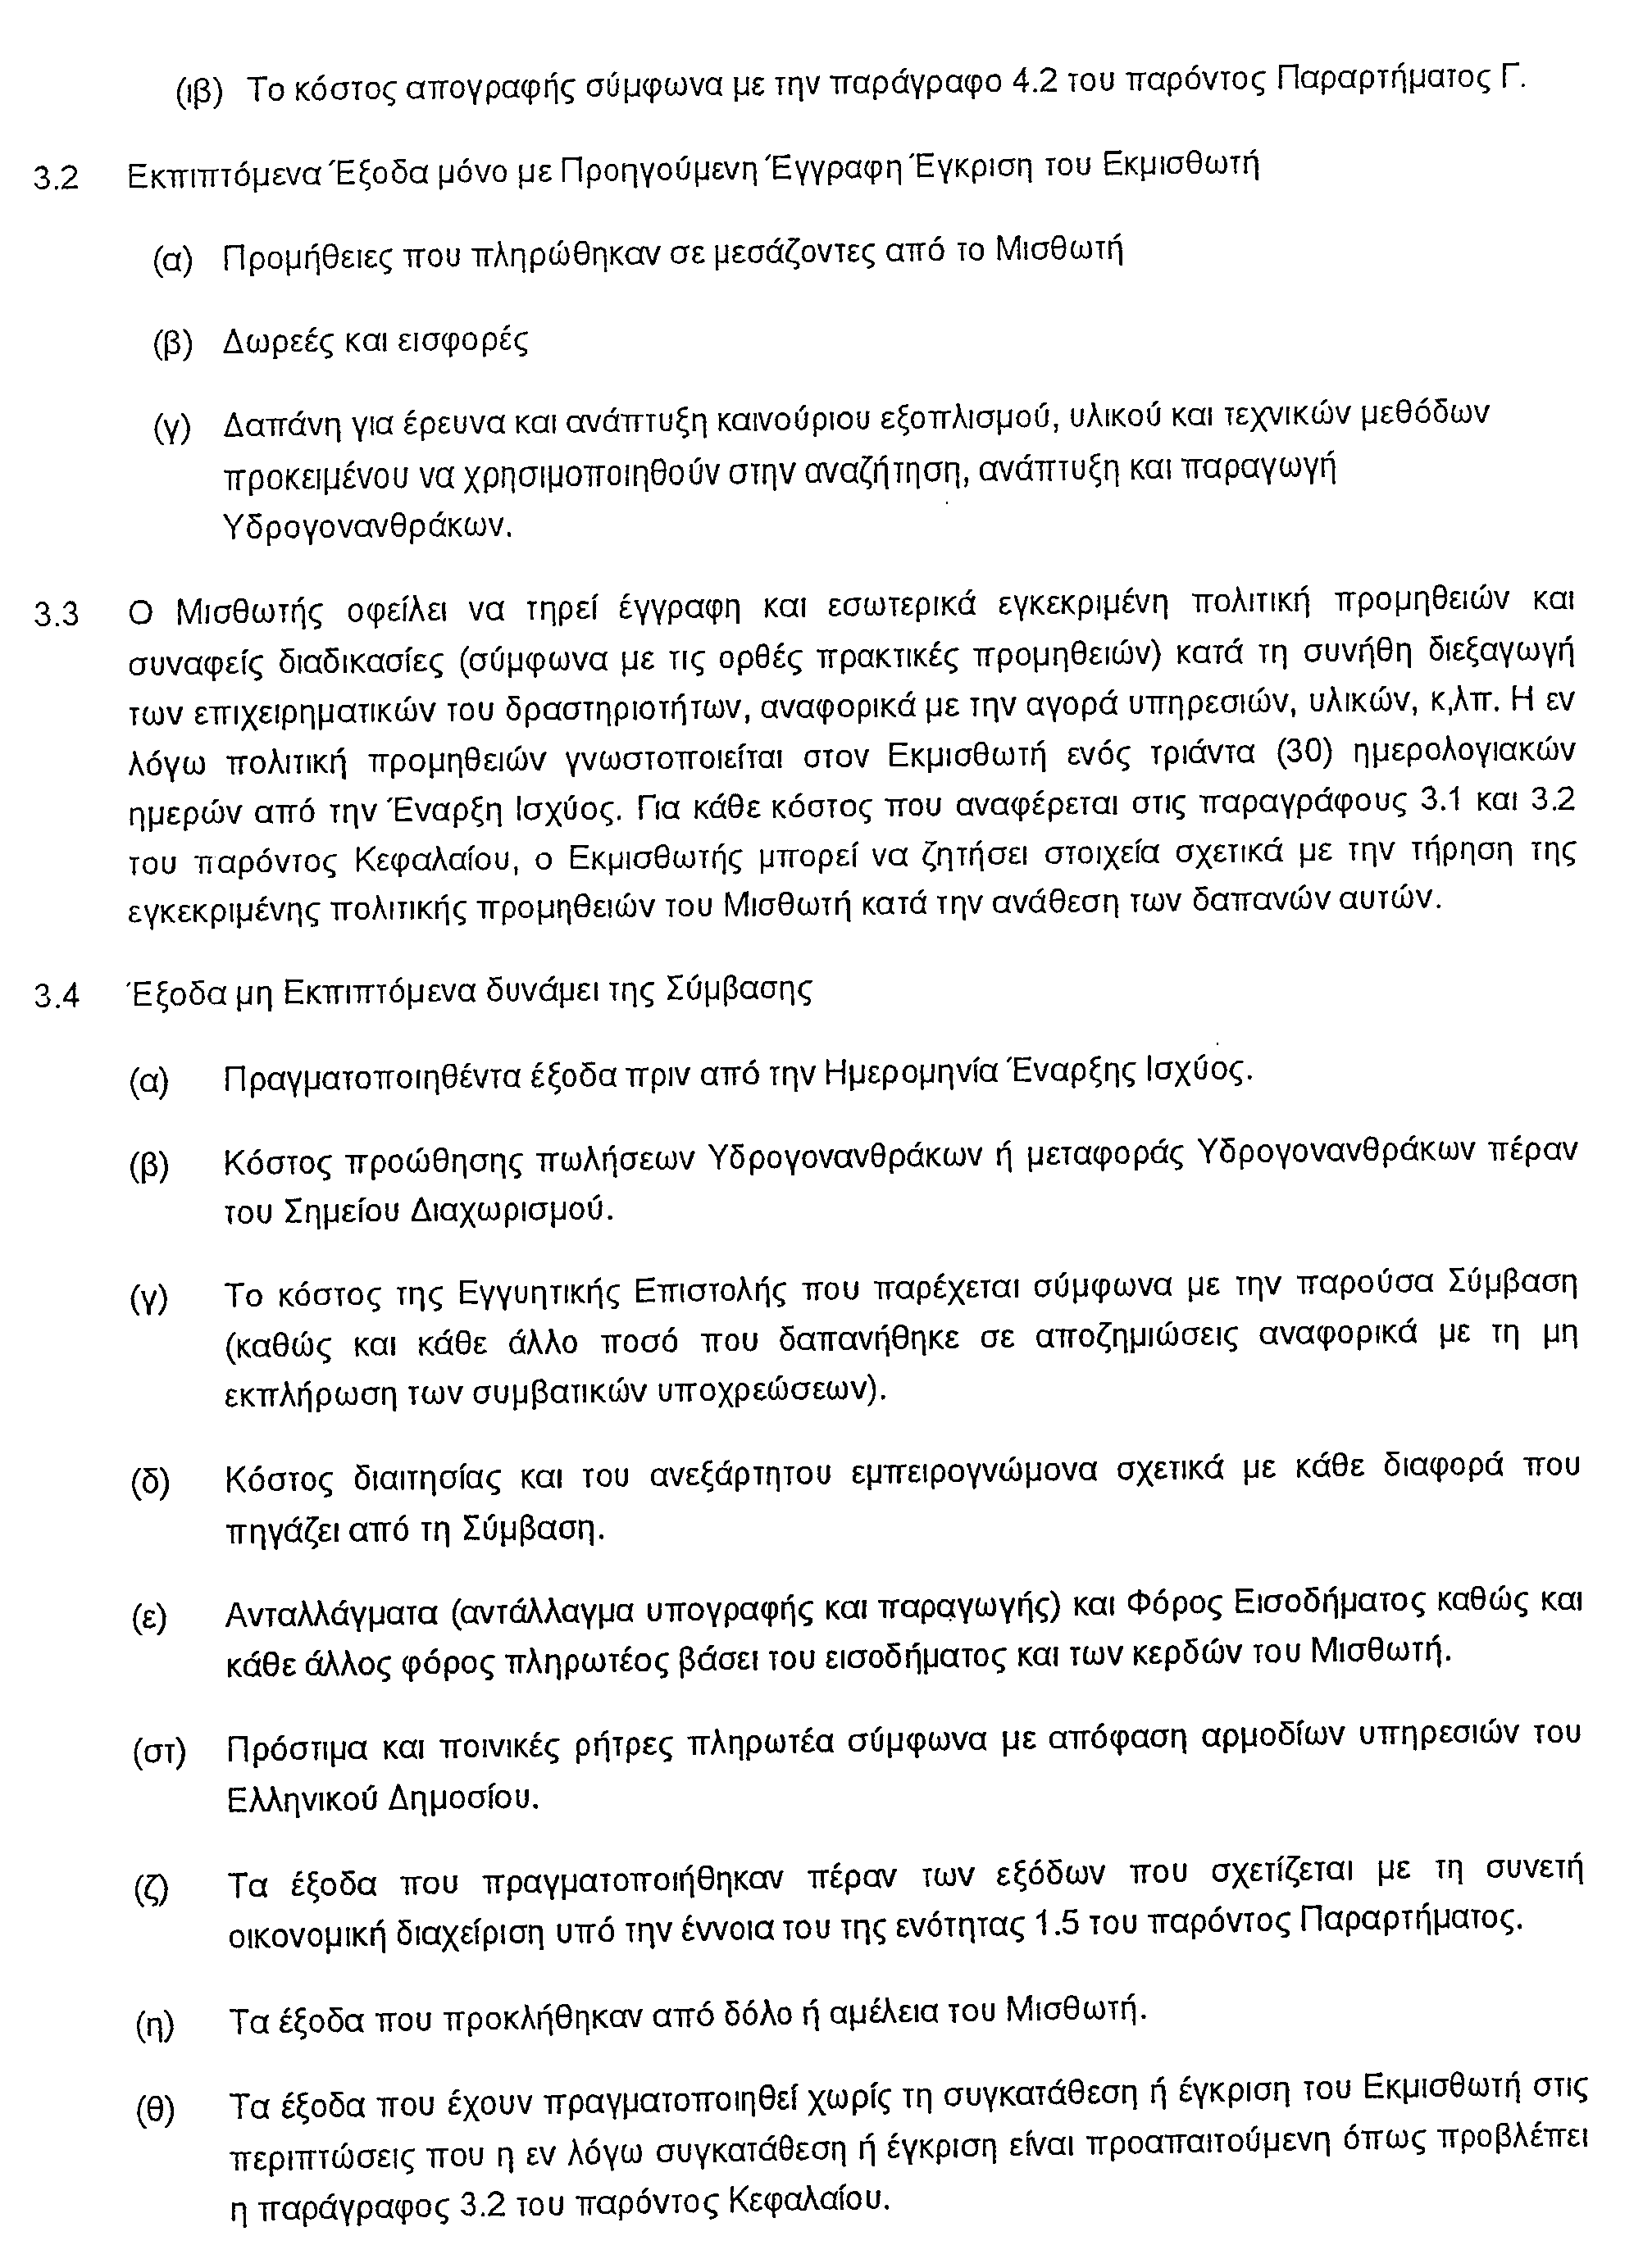 (ιβ) Το κόστος απογραφής σύμφωνα με την παράγραφο 4.2 του παρόντος Παραρτήματος Γ.
3.2 Εκπιπτόμενα Έξοδα μόνο με Προηγούμενη Έγγραφη Έγκριση του Εκμισθωτή
(α) Προμήθειες που πληρώθηκαν σε μεσάζοντες από το Μισθωτή
(β) Δωρεές και εισφορές
(γ) Δαπάνη για έρευνα και ανάπτυξη καινούριου εξοπλισμού, υλικού και τεχνικών μεθόδων
προκειμένου να χρησιμοποιηθούν στην αναζήτηση, ανάπτυξη και παραγωγή
Υδρογονανθράκων.
3.3 Ο Μισθωτής οφείλει να τηρεί έγγραφη και εσωτερικά εγκεκριμένη πολιτική προμηθειών και
συναφείς διαδικασίες (σύμφωνα με τις ορθές πρακτικές προμηθειών) κατά τη συνήθη διεξαγωγή
των επιχειρηματικών του δραστηριοτήτων, αναφορικά με την αγορά υπηρεσιών, υλικών, κ,λπ. Η εν
λόγω πολιτική προμηθειών γνωστοποιείται στον Εκμισθωτή ενός τριάντα (30) ημερολογιακών
ημερών από την Έναρξη Ισχύος. Για κάθε κόστος που αναφέρεται στις παραγράφους 3.1 και 3.2
του παρόντος Κεφαλαίου, ο Εκμισθωτής μπορεί να ζητήσει στοιχεία σχετικά με την τήρηση της
εγκεκριμένης πολιτικής προμηθειών του Μισθωτή κατά την ανάθεση των δαπανών αυτών.
3.4 Έξοδα μη Εκπιπτόμενα δυνάμει της Σύμβασης
(α) Πραγματοποιηθέντα έξοδα πριν από την Ημερομηνία Έναρξης Ισχύος.
(β) Κόστος προώθησης πωλήσεων Υδρογονανθράκων ή μεταφοράς Υδρογονανθράκων πέραν
του Σημείου Διαχωρισμού.
(γ) Το κόστος της Εγγυητικής Επιστολής που παρέχεται σύμφωνα με την παρούσα Σύμβαση
(καθώς και κάθε άλλο ποσό που δαπανήθηκε σε αποζημιώσεις αναφορικά με τη μη
εκπλήρωση των συμβατικών υποχρεώσεων).
(δ) Κόστος διαιτησίας και του ανεξάρτητου εμπειρογνώμονα σχετικά με κάθε διαφορά που
πηγάζει από τη Σύμβαση.
(ε) Ανταλλάγματα (αντάλλαγμα υπογραφής και παραγωγής) και Φόρος Εισοδήματος καθώς και
κάθε άλλος φόρος πληρωτέος βάσει του εισοδήματος και των κερδών του Μισθωτή.
(στ) Πρόστιμα και ποινικές ρήτρες πληρωτέα σύμφωνα με απόφαση αρμοδίων υπηρεσιών του
Ελληνικού Δημοσίου.
(ζ) Τα έξοδα που πραγματοποιήθηκαν πέραν των εξόδων που σχετίζεται με τη συνετή
οικονομική διαχείριση υπό την έννοια του της ενότητας 1.5 του παρόντος Παραρτήματος.
(η) Τα έξοδα που προκλήθηκαν από δόλο ή αμέλεια του Μισθωτή.
(θ) Τα έξοδα που έχουν πραγματοποιηθεί χωρίς τη συγκατάθεση ή έγκριση του Εκμισθωτή στις
περιπτώσεις που η εν λόγω συγκατάθεση ή έγκριση είναι προαπαιτούμενη όπως προβλέπει
η παράγραφος 3.2 του παρόντος Κεφαλαίου.